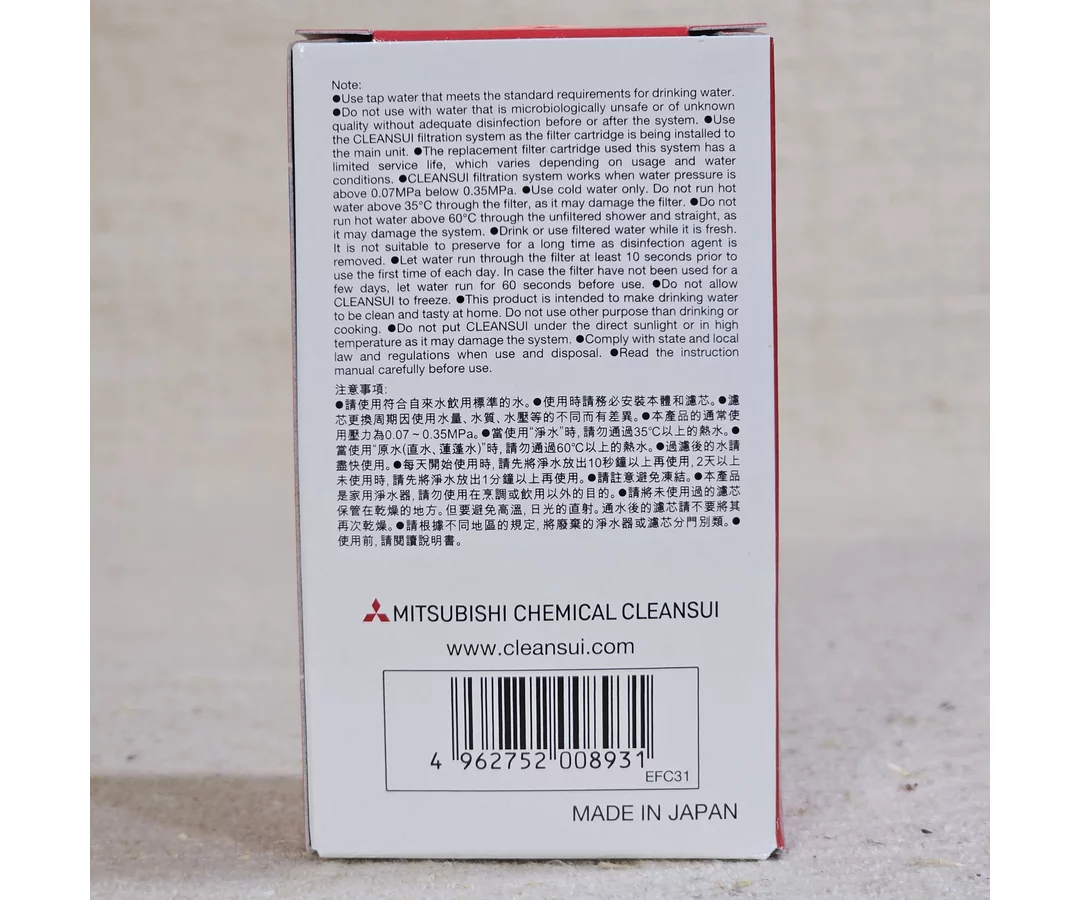 Note:
●Use tap water that meets the standard requirements for drinking water.
●Do not use with water that is microbiologically unsafe or of unknown
quality without adequate disinfection before or after the system. ●Use
the CLEANSUI filtration system as the filter cartridge is being installed to
the main unit. ●The replacement filter cartridge used this system has a
limited service life, which varies depending on usage and water
conditions. ●CLEANSUI filtration system works when water pressure is
above 0.07MPa below 0.35MPa. ●Use cold water only. Do not run hot
water above 35°C through the filter, as it may damage the filter. ●Do not
run hot water above 60°C through the unfiltered shower and straight, as
it may damage the system. ●Drink or use filtered water while it is fresh.
It is not suitable to preserve for a long time as disinfection agent is
removed. ●Let water run through the filter at least 10 seconds prior to
use the first time of each day. In case the filter have not been used for a
few days, let water run for 60 seconds before use. ●Do not allow
CLEANSUI to freeze. ●This product is intended to make drinking water
to be clean and tasty at home. Do not use other purpose than drinking or
cooking. ●Do not put CLEANSUI under the direct sunlight or in high
temperature as it may damage the system. ●Comply with state and local
law and regulations when use and disposal. ●Read the instruction
manual carefully before use.
注意事項:
●請使用符合自來水飲用標準的水。●使用時請務必安裝本體和濾芯。●濾
芯更換周期因使用水量、水質、水壓等的不同而有差異。●本產品的通常使
用壓力為0.07~0.35MPa。●當使用"淨水"時,請勿通過35℃以上的熱水。●
當使用"原水(直水、蓮蓬水)"時,請勿通過60℃以上的熱水。●過濾後的水請
盡快使用。●每天開始使用時,請先將淨水放出10秒鐘以上再使用,2天以上
未使用時,請先將淨水放出1分鐘以上再使用。●請註意避免凍結。●本產品
是家用淨水器,請勿使用在烹調或飲用以外的目的。●請將未使用過的濾芯
保管在乾燥的地方。但要避免高溫,日光的直射。通水後的濾芯請不要將其
再次乾燥。●請根據不同地區的規定,將廢棄的淨水器或濾芯分門別類。●
使用前,請閱讀說明書。
MITSUBISHI CHEMICAL CLEANSUI
www.cleansui.com
4 962752 008931
EFC31
MADE IN JAPAN